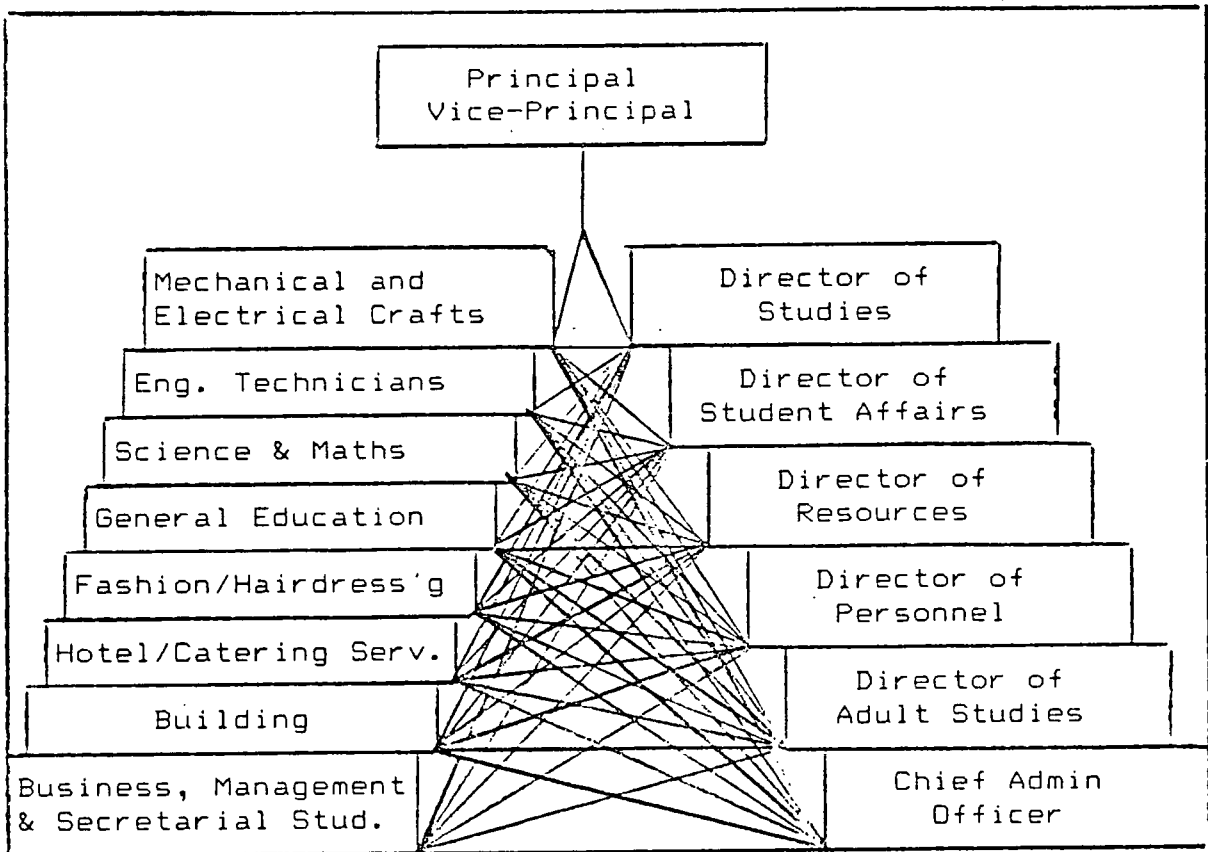 Principal
Vice-Principal
Mechanical and
Electrical Crafts
Eng. Technicians
Science & Maths
General Education
Fashion/Hairdress'g
Hotel/Catering Serv.
Building
Business, Management
& Secretarial Stud.
Director of
Studies
Director of
Student Affairs
Director of
Resources
Director of
Personnel
Director of
Adult Studies
Chief Admin
Officer